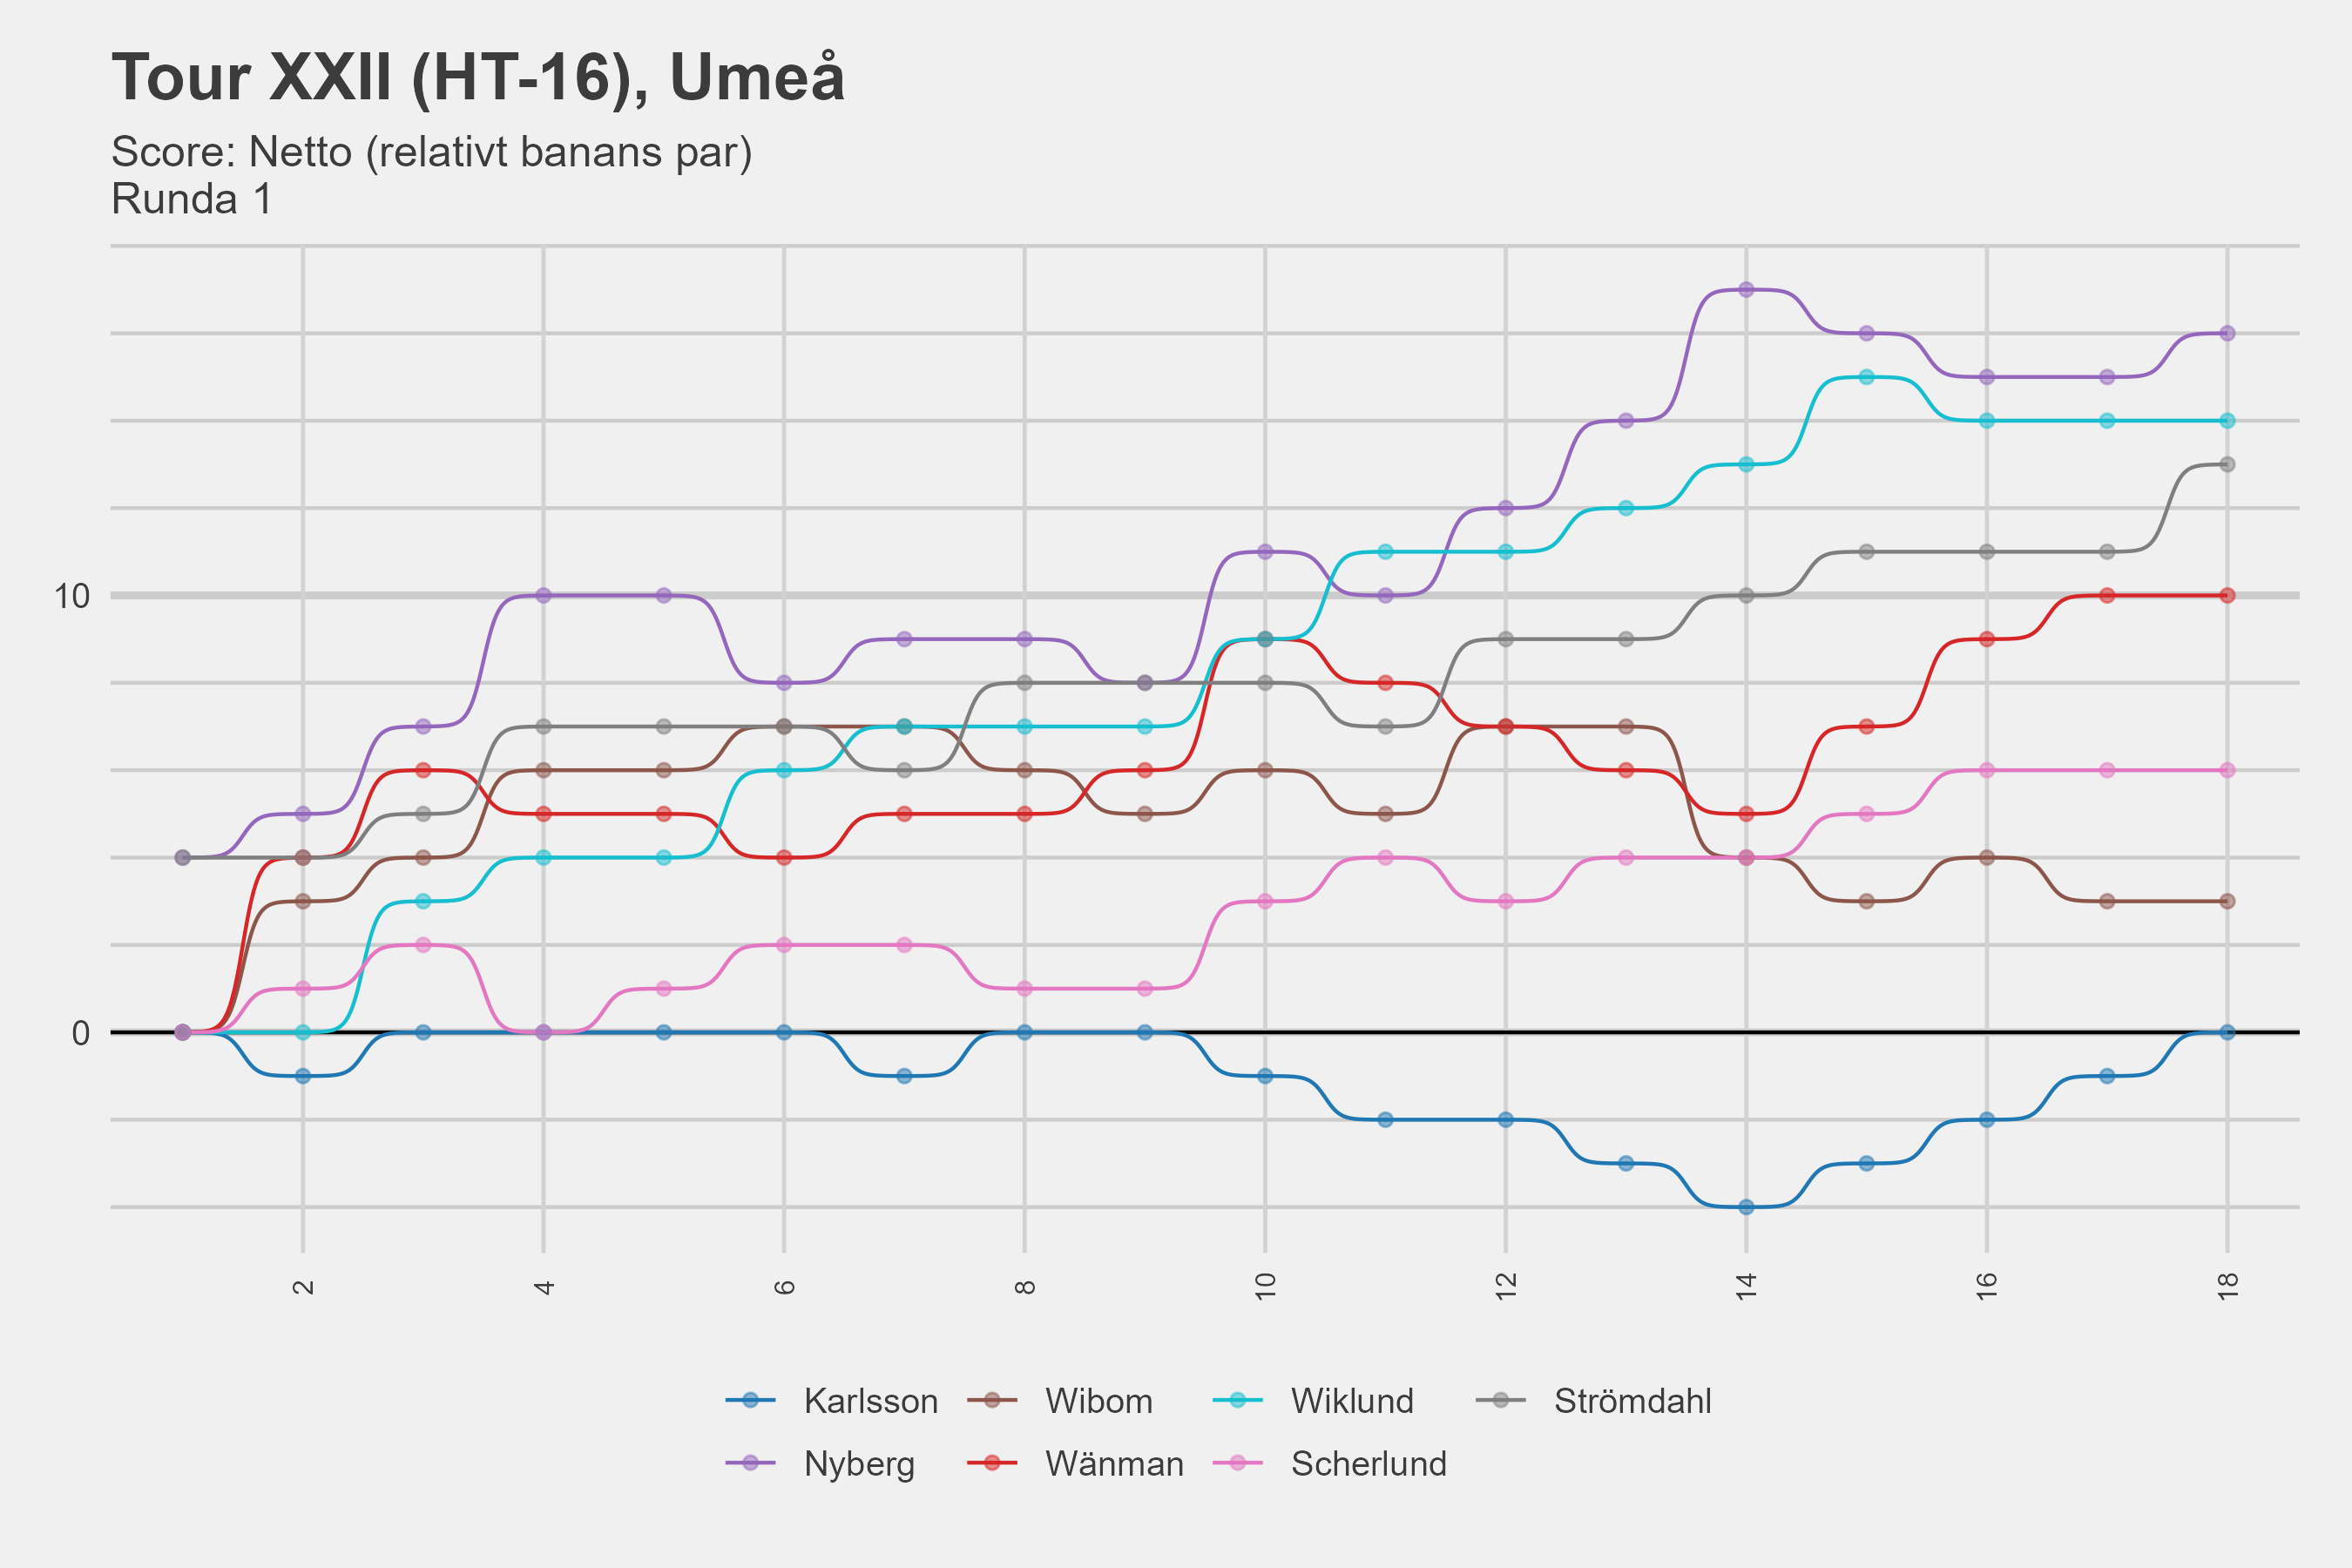 Tour XXII (HT-16), Umeå
Score: Netto (relativt banans par)
Runda 1
10
0
2 4 6 8 10 12 14 16 18
Karlsson Wibom Wiklund Strömdahl
Nyberg Wänman Scherlund